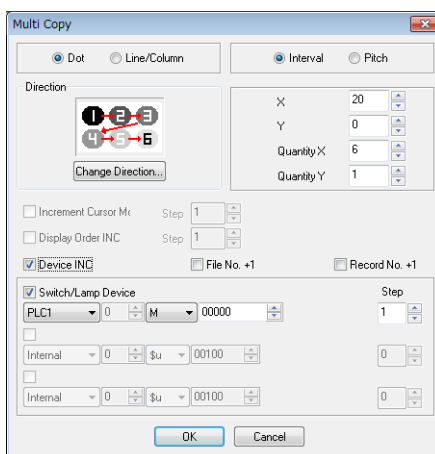 Multi Copy
Dot Line/Column Interval Pitch
Direction
1 2 3
4 5 6
Change Direction...
X 20
Y 0
Quantity X 6
Quantity Y 1
Increment Cursor Mc Step 1
Display Order INC Step 1
Device INC File No. +1 Record No. +1
Switch/Lamp Device Step
PLC1 0 M 00000 1
Internal 0 $u 00100 0
Internal 0 $u 00100 0
OK Cancel